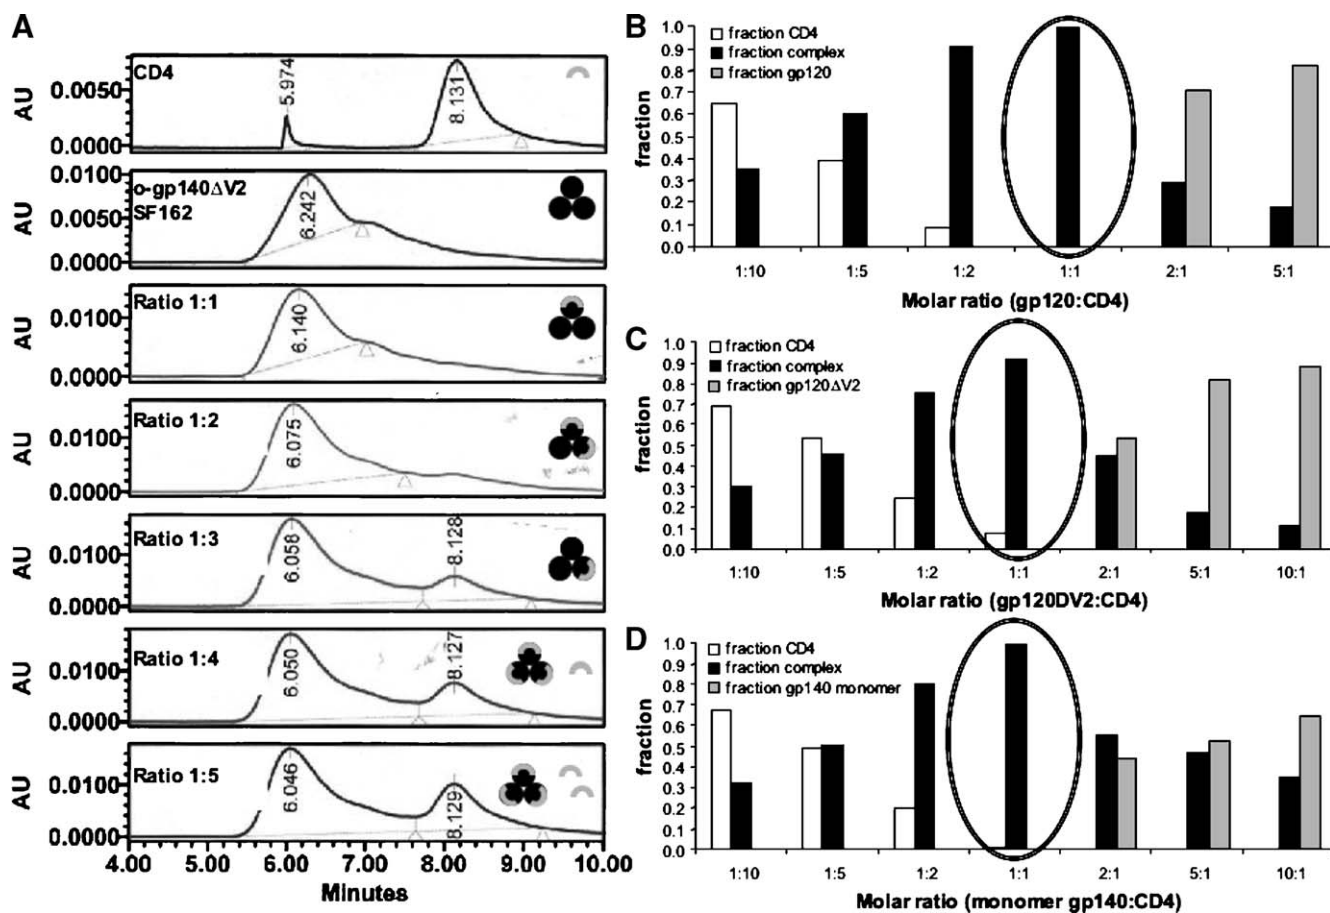 A
CD4
5.974
8.131
0.0050
0.0000
AU
o-gp140ΔV2
SF162
6.242
0.0100
0.0050
0.0000
AU
Ratio 1:1
6.140
0.0100
0.0000
AU
Ratio 1:2
6.075
0.0100
0.0000
AU
Ratio 1:3
6.058
8.128
0.0100
0.0000
AU
Ratio 1:4
6.050
8.127
0.0100
0.0000
AU
Ratio 1:5
6.046
8.129
0.0100
0.0000
AU
4.00 5.00 6.00 7.00 8.00 9.00 10.00
Minutes
B
fraction CD4
fraction complex
fraction gp120
1.0
0.9
0.8
0.7
0.6
0.5
0.4
0.3
0.2
0.1
0.0
fraction
1:10 1:5 1:2 1:1 2:1 5:1
Molar ratio (gp120:CD4)
C
fraction CD4
fraction complex
fraction gp120ΔV2
1.0
0.9
0.8
0.7
0.6
0.5
0.4
0.3
0.2
0.1
0.0
fraction
1:10 1:5 1:2 1:1 2:1 5:1 10:1
Molar ratio (gp120DV2:CD4)
D
fraction CD4
fraction complex
fraction gp140 monomer
1.0
0.9
0.8
0.7
0.6
0.5
0.4
0.3
0.2
0.1
0.0
fraction
1:10 1:5 1:2 1:1 2:1 5:1 10:1
Molar ratio (monomer gp140:CD4)